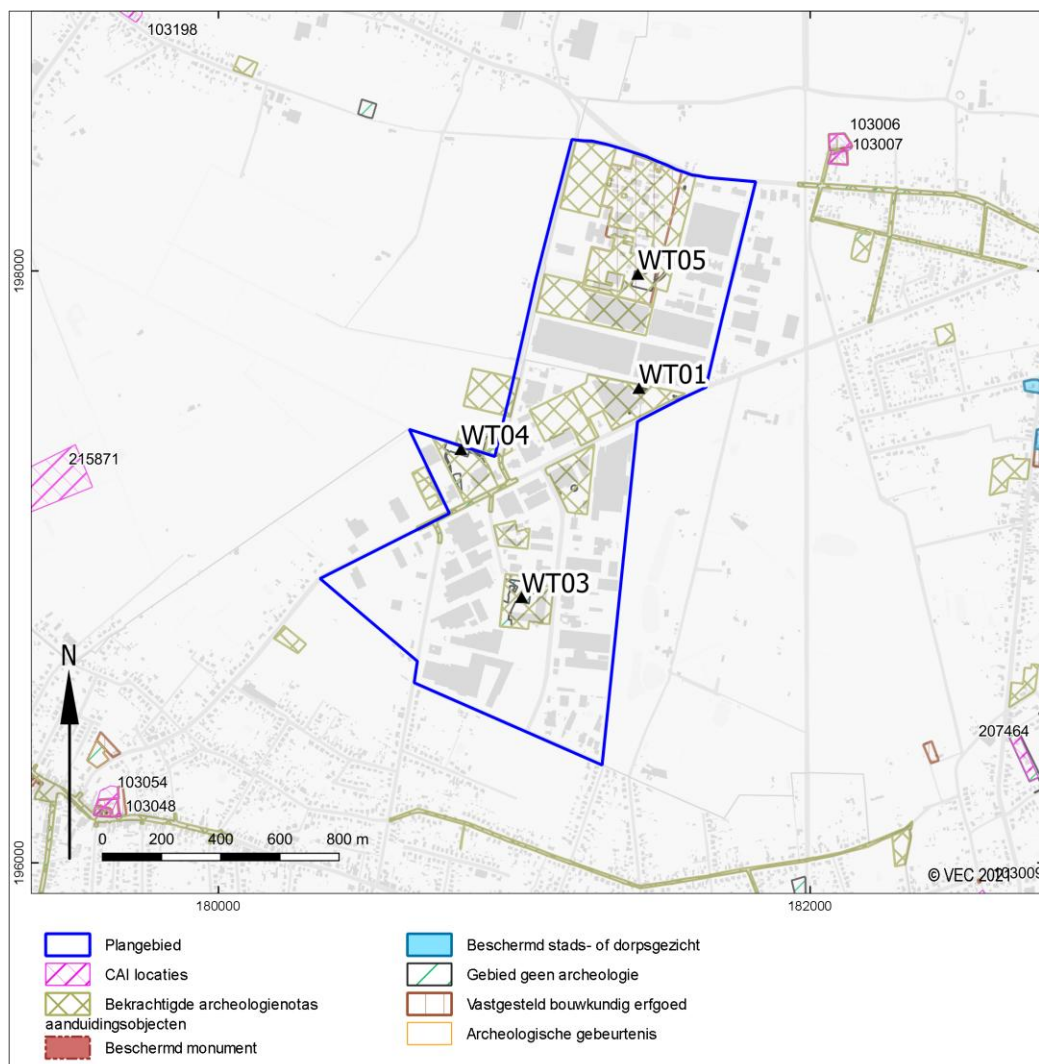 103198
103006
103007
198000
WT05
WT01
WT04
215871
WT03
N
207464
103054
103048
0 200 400 600 800 m
196000
© VEC 2021
103009
180000
182000
Plangebied
CAI locaties
Bekrachtigde archeologienotas
aanduidingsobjecten
Beschermd monument
Beschermd stads- of dorpsgezicht
Gebied geen archeologie
Vastgesteld bouwkundig erfgoed
Archeologische gebeurtenis